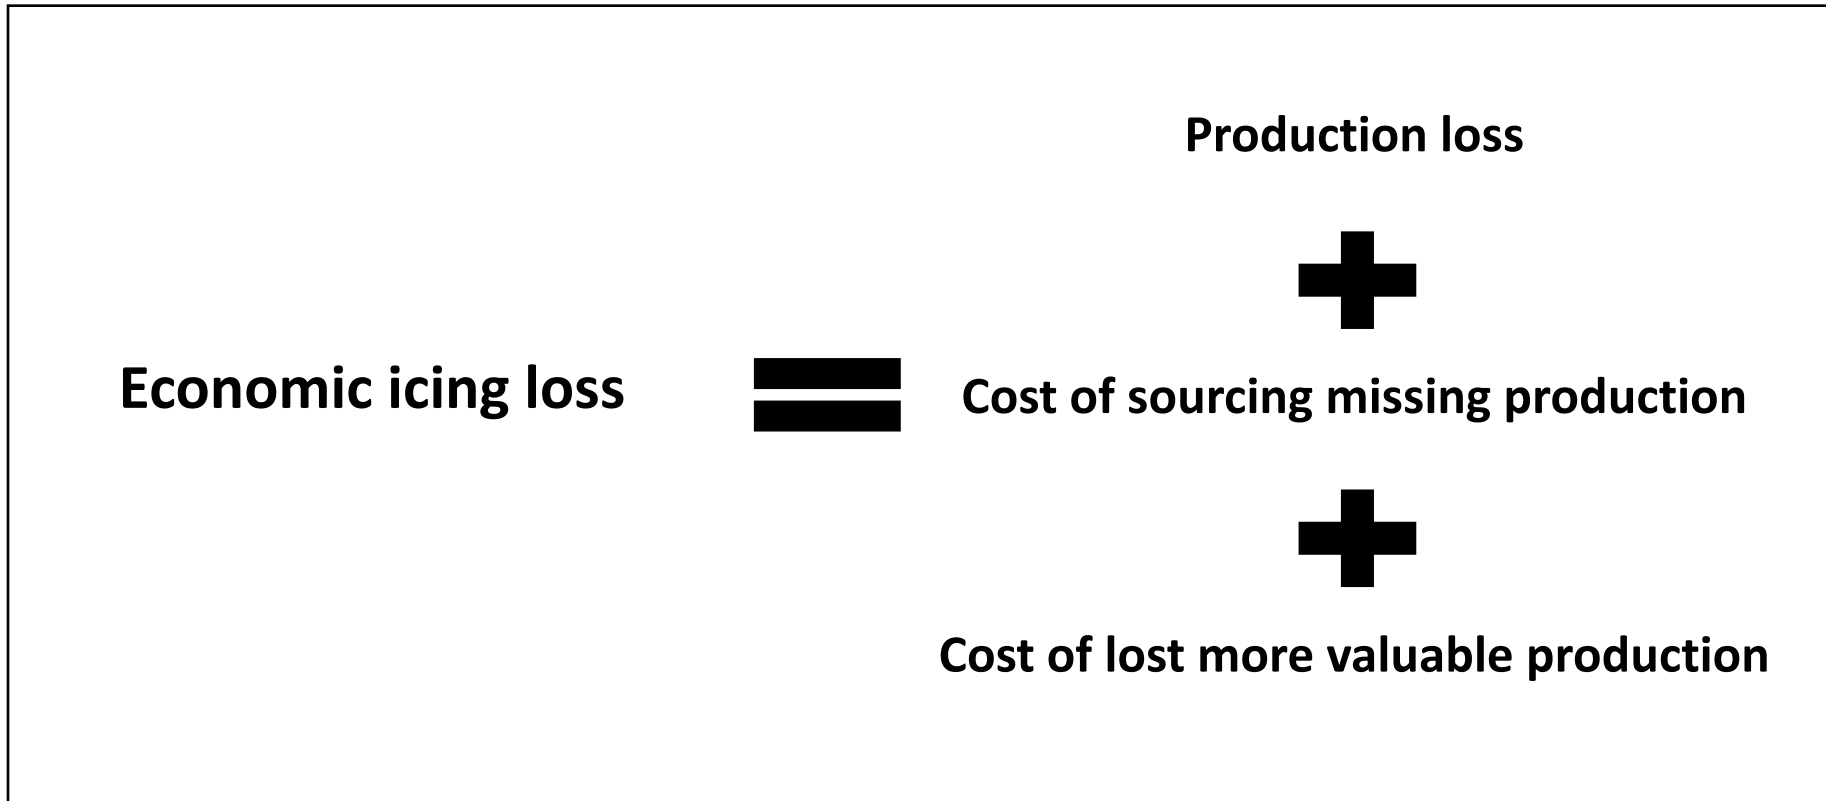 Production loss
Economic icing loss
Cost of sourcing missing production
Cost of lost more valuable production